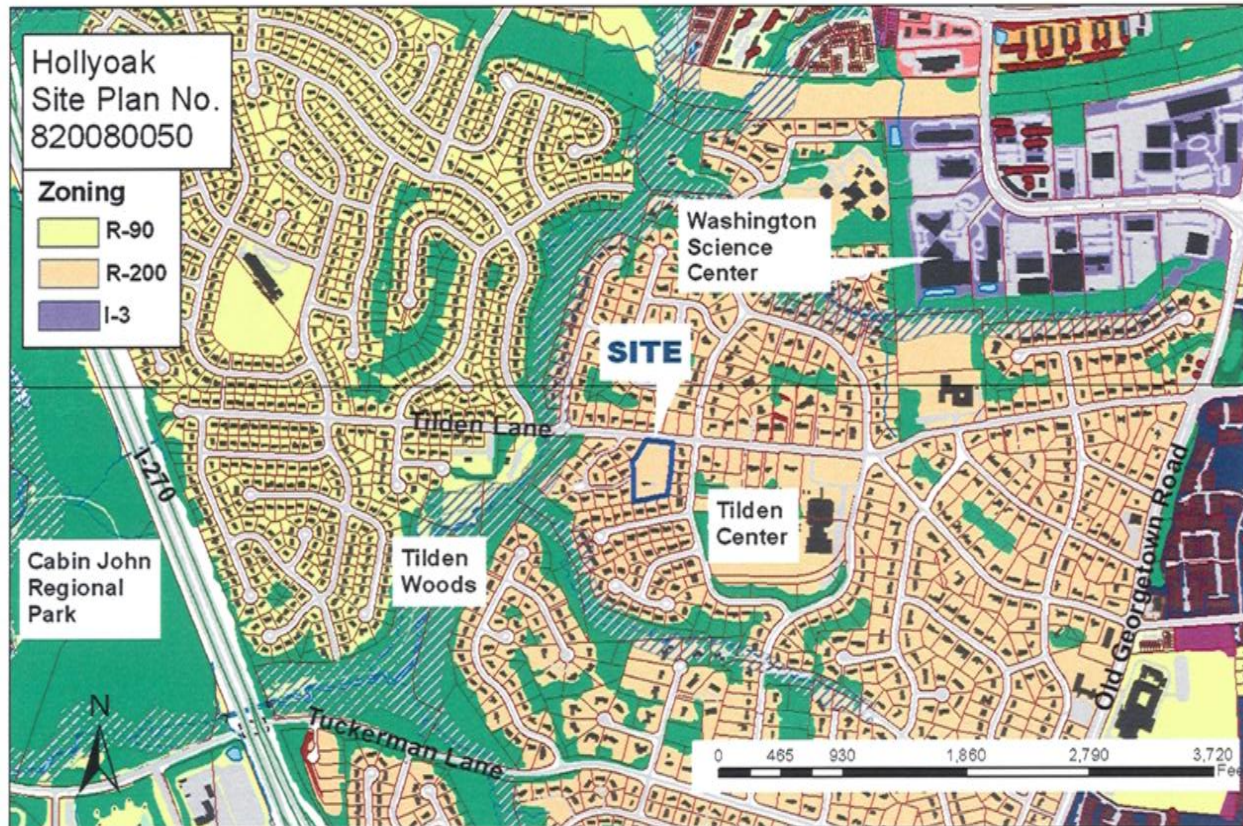 Hollyoak
Site Plan No.
820080050
Zoning
R-90
R-200
I-3
Washington
Science
Center
SITE
Tilden Lane
I-270
Tilden
Center
Cabin John
Regional
Park
Tilden
Woods
Old Georgetown Road
N
Tuckerman Lane
0 465 930 1,860 2,790 3,720
Fee